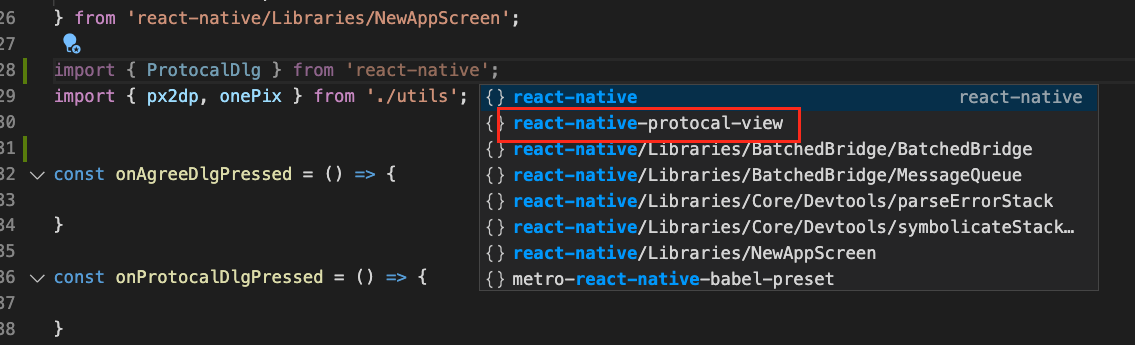 26 } from 'react-native/Libraries/NewAppScreen';
27
28 import { ProtocalDlg } from 'react-native';
29 import { px2dp, onePix } from './utils';
30
31
32 const onAgreeDlgPressed = () => {
33
34 }
35
36 const onProtocalDlgPressed = () => {
37
38 }
{} react-native react-native
{} react-native-protocal-view
{} react-native/Libraries/BatchedBridge/BatchedBridge
{} react-native/Libraries/BatchedBridge/MessageQueue
{} react-native/Libraries/Core/Devtools/parseErrorStack
{} react-native/Libraries/Core/Devtools/symbolicateStack…
{} react-native/Libraries/NewAppScreen
{} metro-react-native-babel-preset